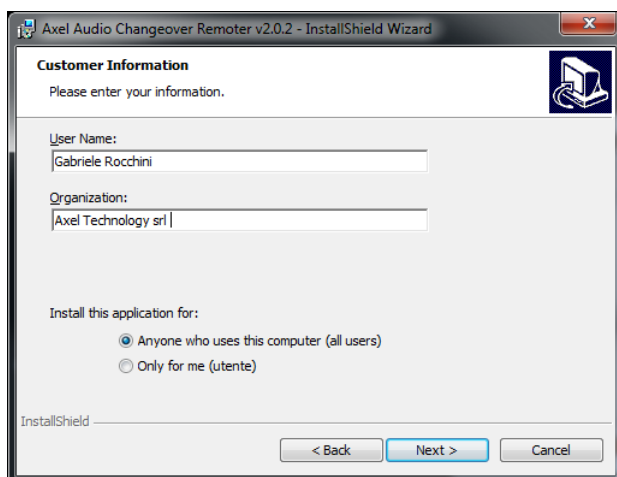 Axel Audio Changeover Remoter v2.0.2 - InstallShield Wizard
Customer Information
Please enter your information.
User Name:
Gabriele Rocchini
Organization:
Axel Technology srl
Install this application for:
Anyone who uses this computer (all users)
Only for me (utente)
InstallShield
< Back Next > Cancel